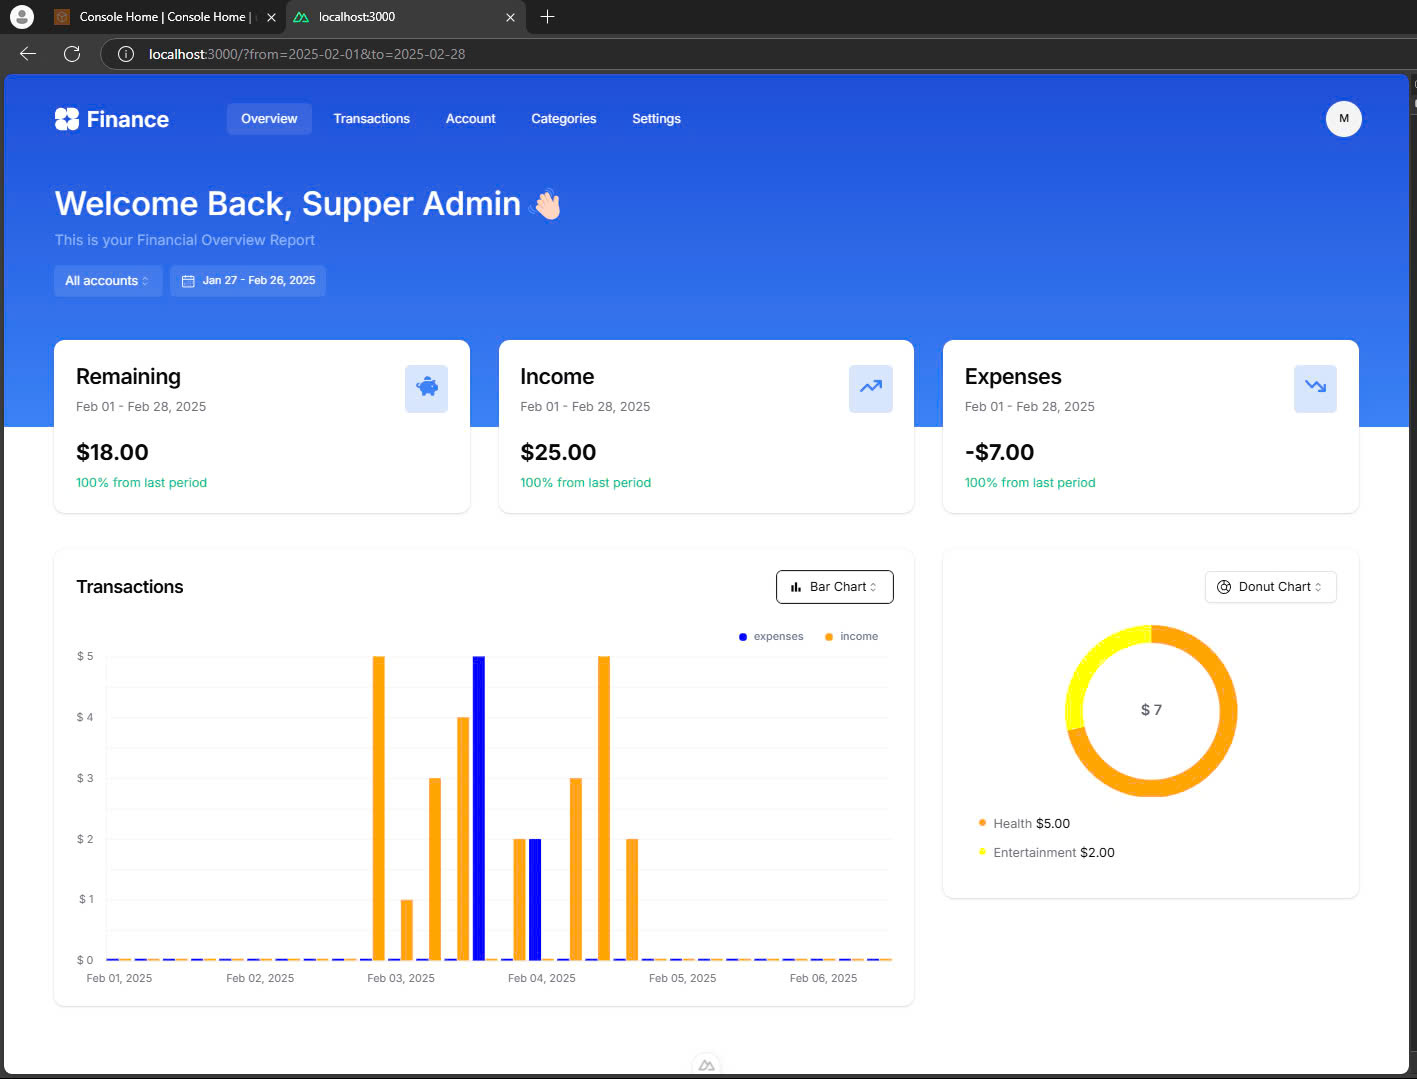 Console Home | Console Home |
localhost:3000
localhost:3000/?from=2025-02-01&to=2025-02-28
Finance
Overview
Transactions
Account
Categories
Settings
M
Welcome Back, Supper Admin 👋🏻
This is your Financial Overview Report
All accounts
Jan 27 - Feb 26, 2025
Remaining
Feb 01 - Feb 28, 2025
$18.00
100% from last period
Income
Feb 01 - Feb 28, 2025
$25.00
100% from last period
Expenses
Feb 01 - Feb 28, 2025
-$7.00
100% from last period
Transactions
Bar Chart
expenses
income
$ 5
$ 4
$ 3
$ 2
$ 1
$ 0
Feb 01, 2025
Feb 02, 2025
Feb 03, 2025
Feb 04, 2025
Feb 05, 2025
Feb 06, 2025
Donut Chart
$ 7
Health $5.00
Entertainment $2.00